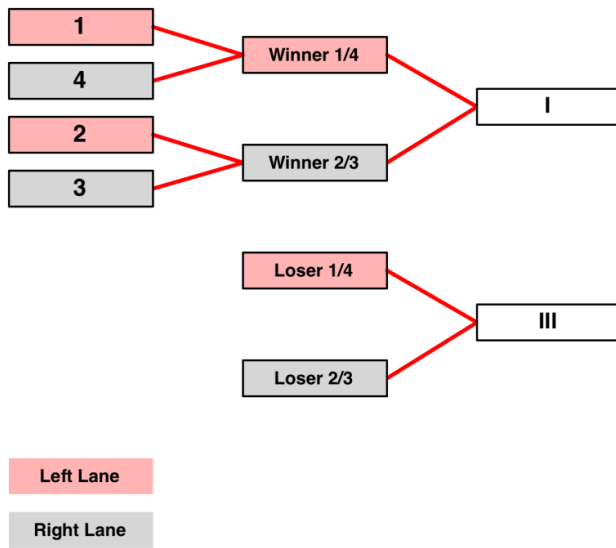 1
4
2
3
Winner 1/4
Winner 2/3
I
Loser 1/4
Loser 2/3
III
Left Lane
Right Lane